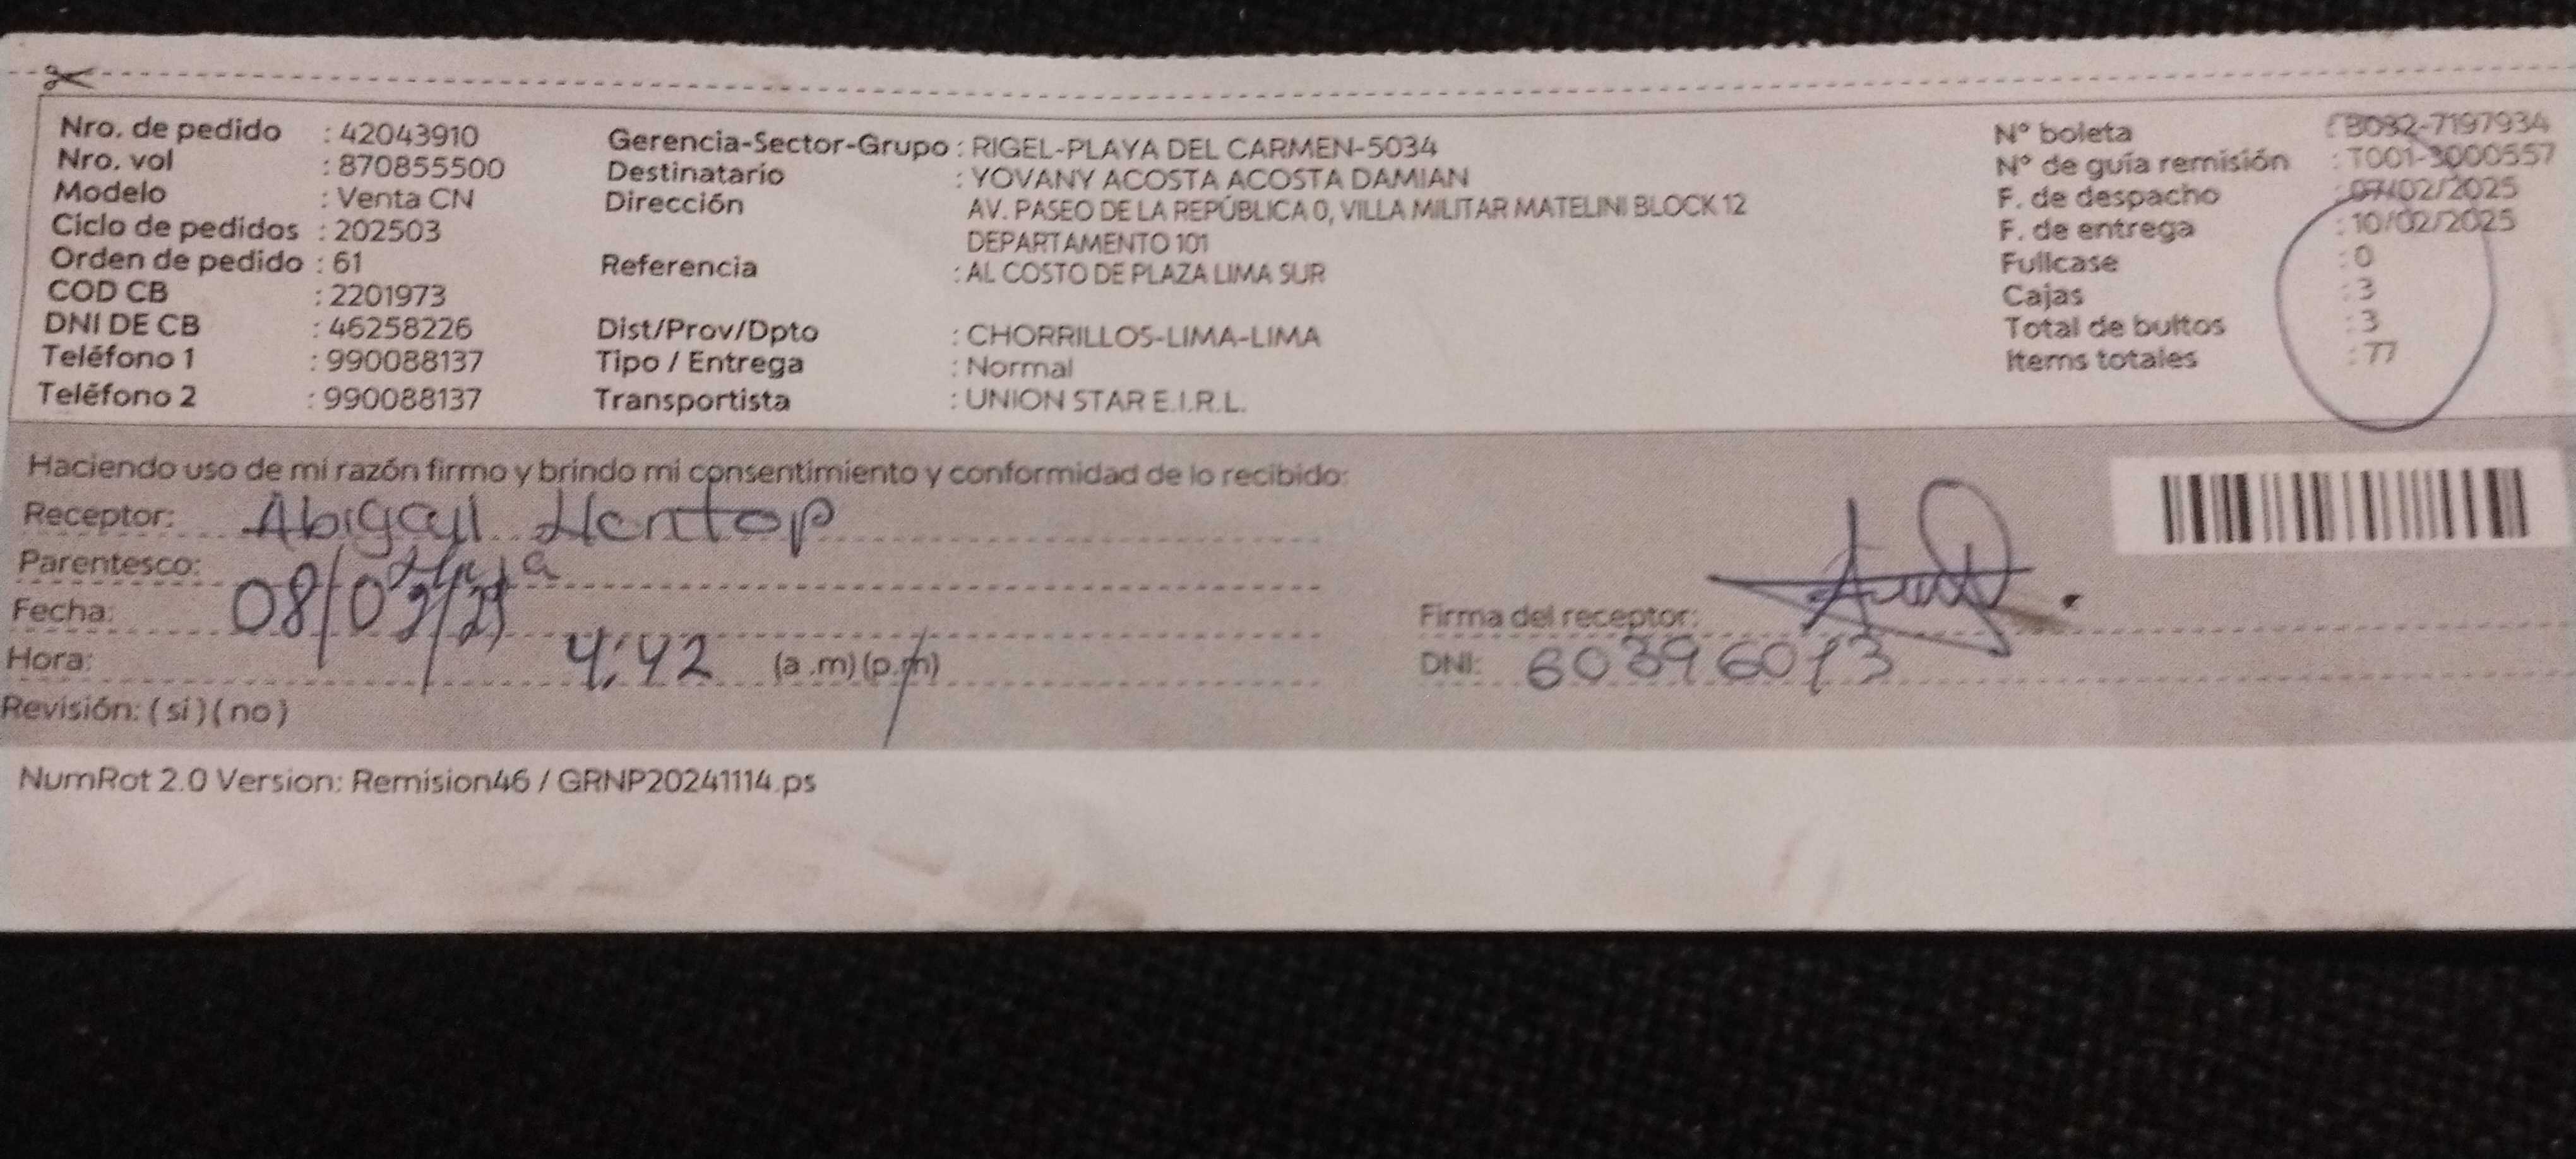 Nro. de pedido : 42043910
Nro. vol : 870855500
Modelo : Venta CN
Ciclo de pedidos : 202503
Orden de pedido : 61
COD CB : 2201973
DNI DE CB : 46258226
Teléfono 1 : 990088137
Teléfono 2 : 990088137
Gerencia-Sector-Grupo : RIGEL-PLAYA DEL CARMEN-5034
Destinatario : YOVANY ACOSTA ACOSTA DAMIAN
Dirección AV. PASEO DE LA REPÚBLICA 0, VILLA MILITAR MATELINI BLOCK 12
DEPARTAMENTO 101
Referencia : AL COSTO DE PLAZA LIMA SUR
Dist/Prov/Dpto : CHORRILLOS-LIMA-LIMA
Tipo / Entrega : Normal
Transportista : UNION STAR E.I.R.L.
N° boleta
N° de guía remisión : T001-3000557
F. de despacho : 07/02/2025
F. de entrega : 10/02/2025
Fullcase : 0
Cajas : 3
Total de bultos : 3
Items totales : 77
Haciendo uso de mi razón firmo y brindo mi consentimiento y conformidad de lo recibido:
Receptor: Abigail
Parentesco:
Fecha: 08/02/25
Hora: 4:42 (a.m)(p.m)
Revisión: (si)(no)
Firma del receptor:
DNI: 60396013
NumRot 2.0 Version: Remision46 / GRNP20241114.ps